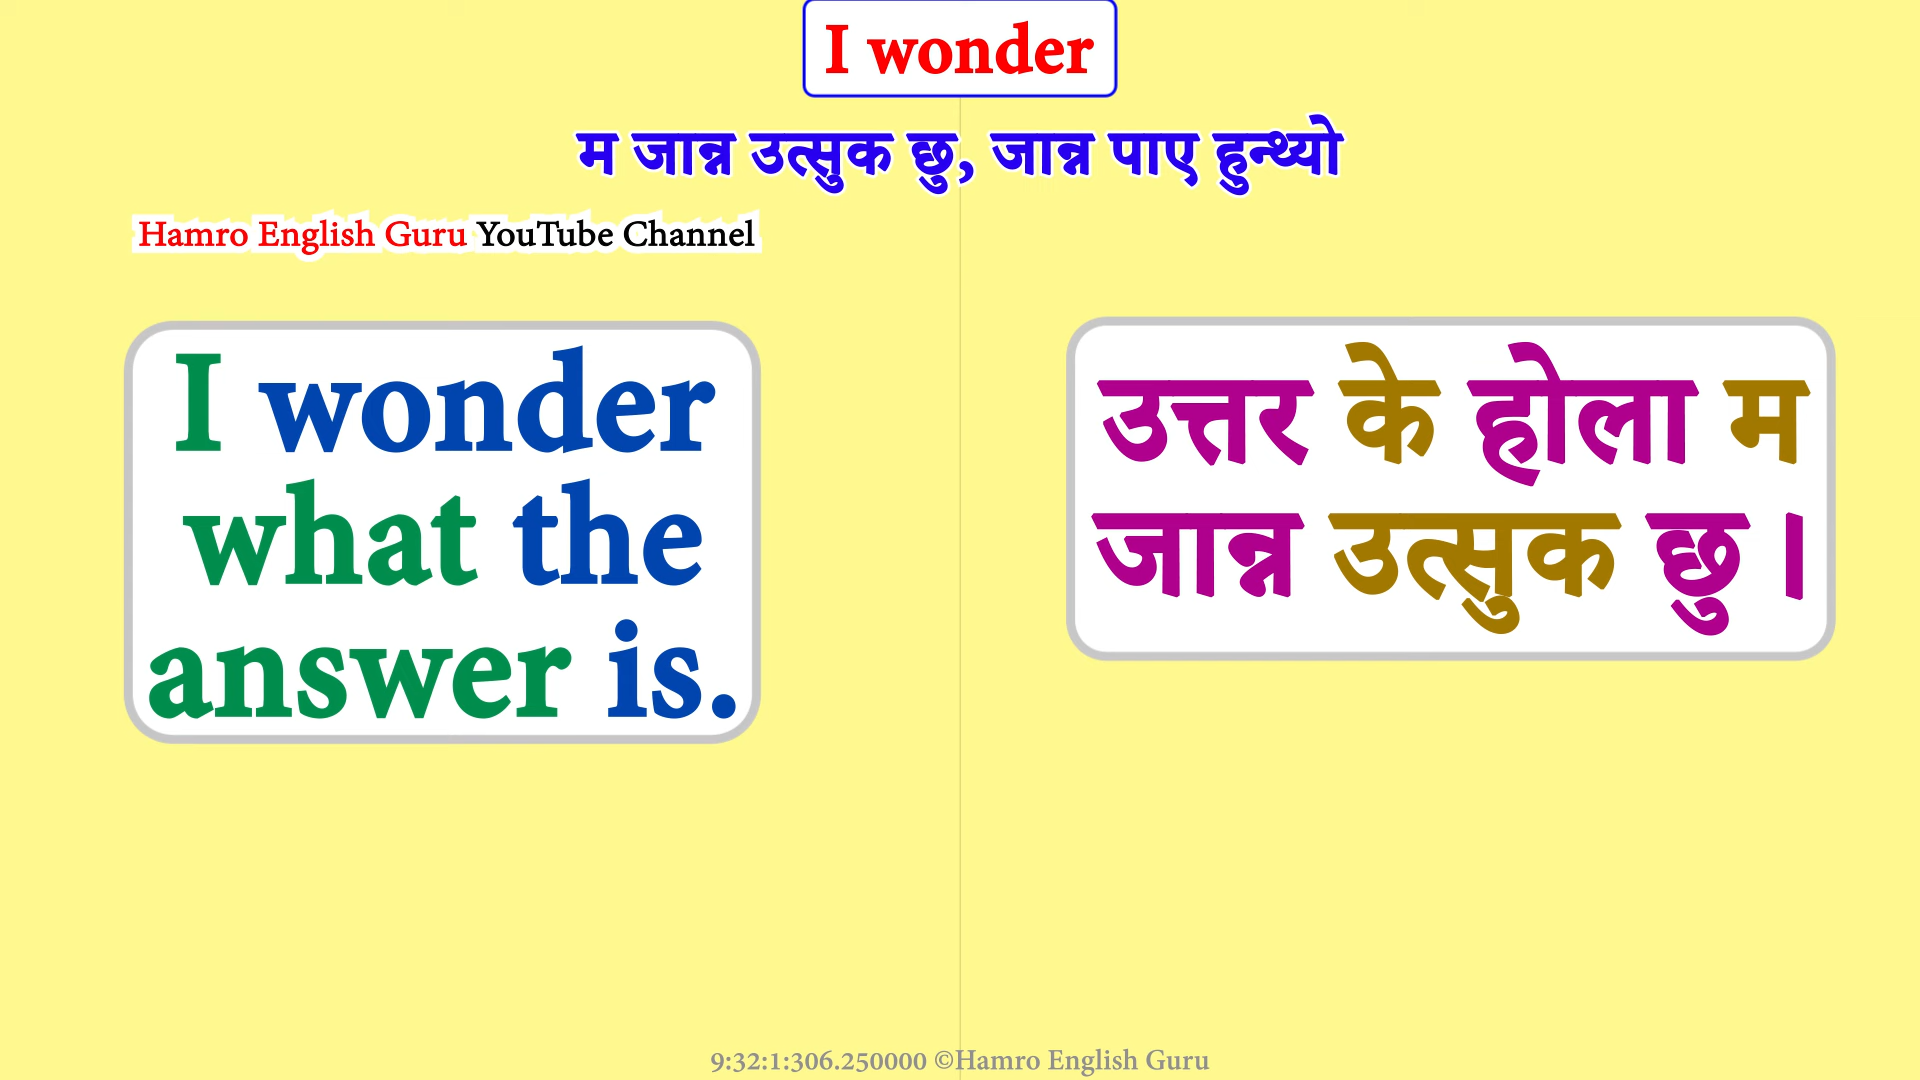 I wonder
म जान्न उत्सुक छु, जान्न पाए हुन्थ्यो
Hamro English Guru YouTube Channel
I wonder
what the
answer is.
उत्तर के होला म
जान्न उत्सुक छु ।
9:32:1:306.250000 ©Hamro English Guru